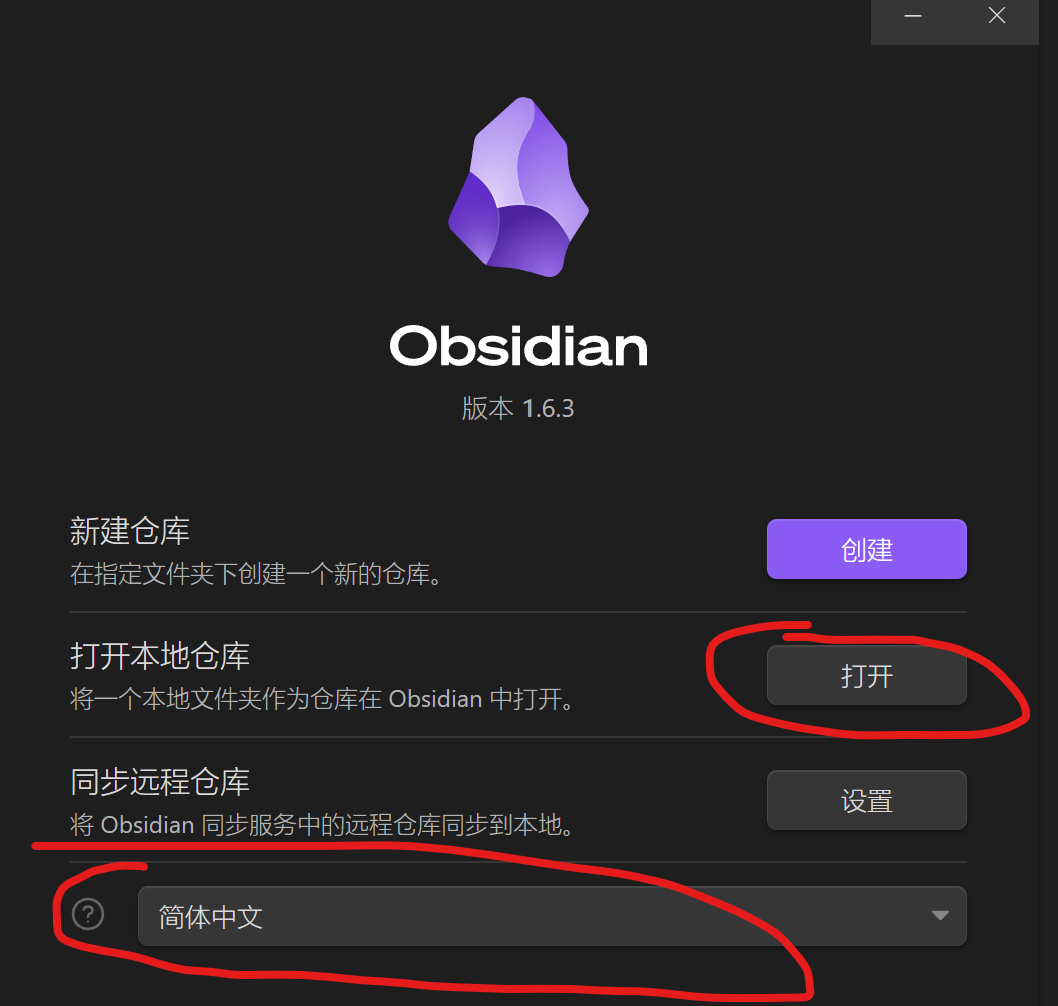 Obsidian
版本 1.6.3
新建仓库
在指定文件夹下创建一个新的仓库。
创建
打开本地仓库
将一个本地文件夹作为仓库在 Obsidian 中打开。
打开
同步远程仓库
将 Obsidian 同步服务中的远程仓库同步到本地。
设置
?
简体中文